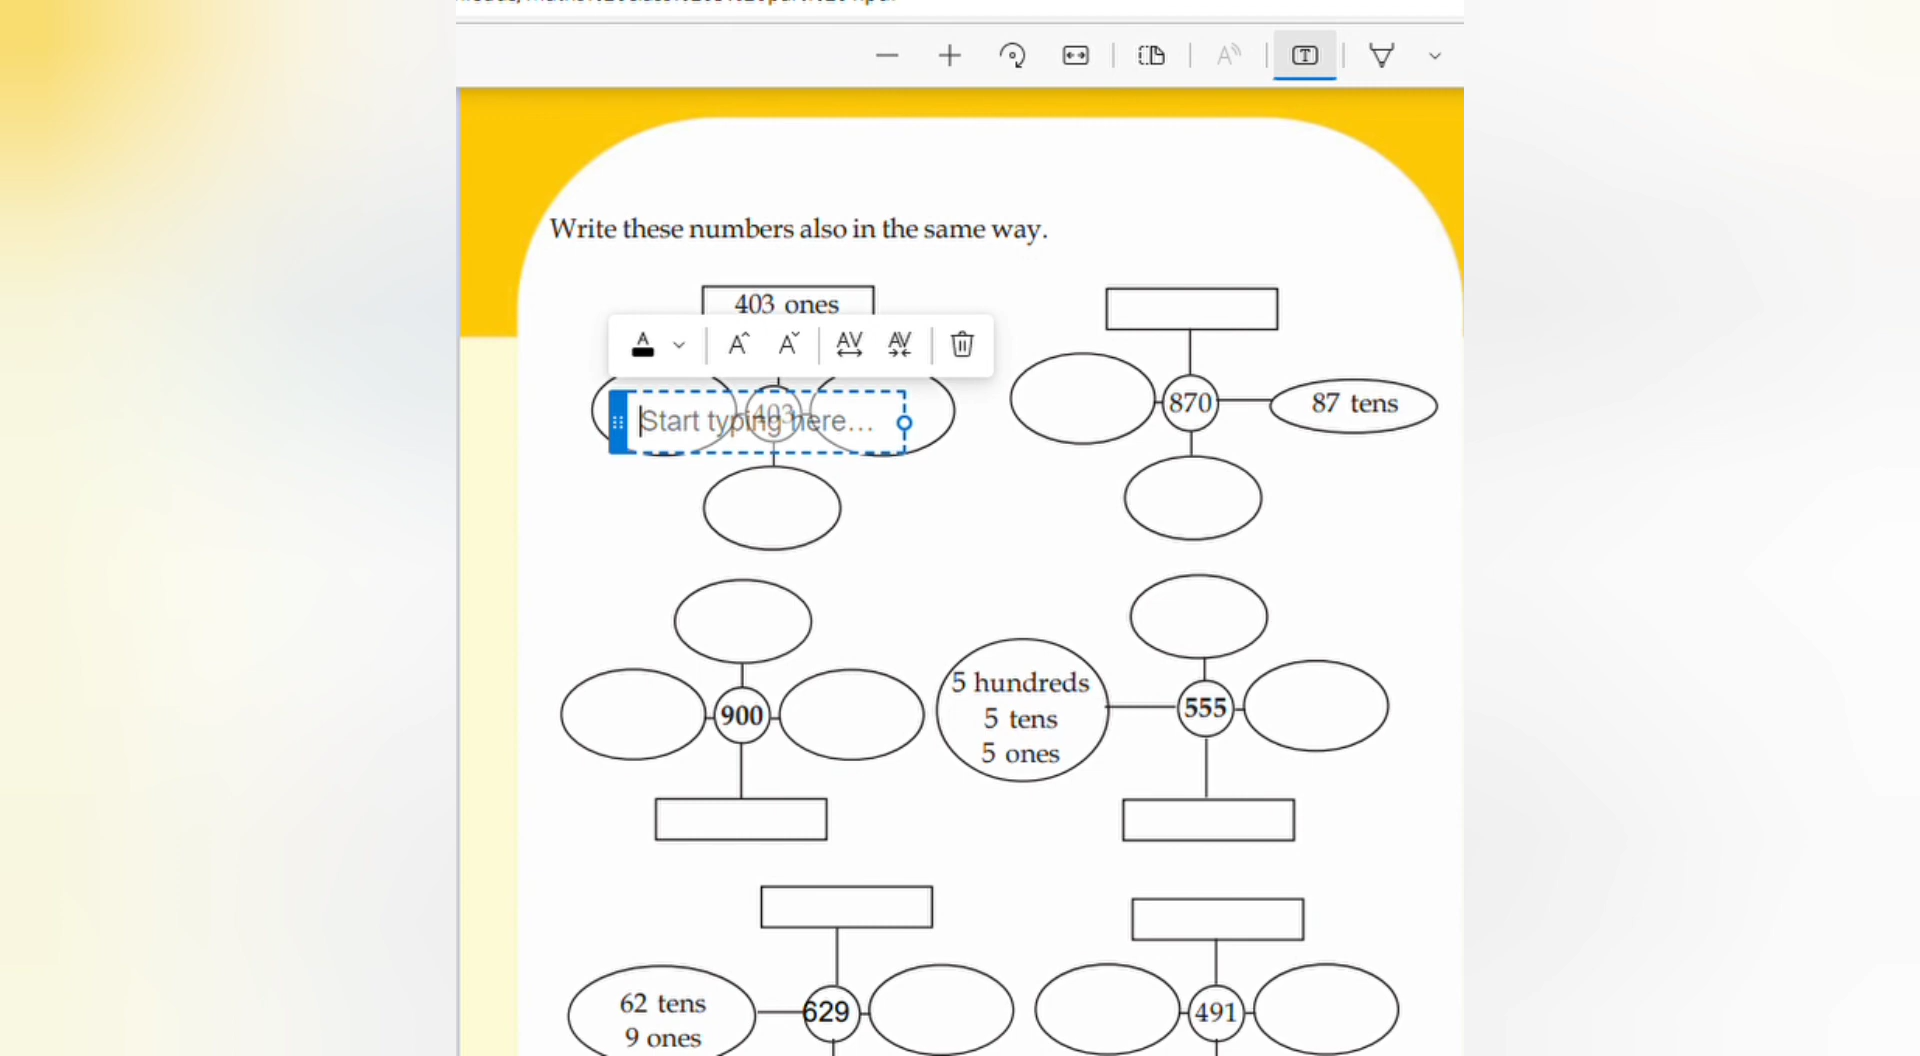 Write these numbers also in the same way.
403 ones
403
Start typing here...
870
87 tens
900
5 hundreds
5 tens
5 ones
555
62 tens
9 ones
629
491